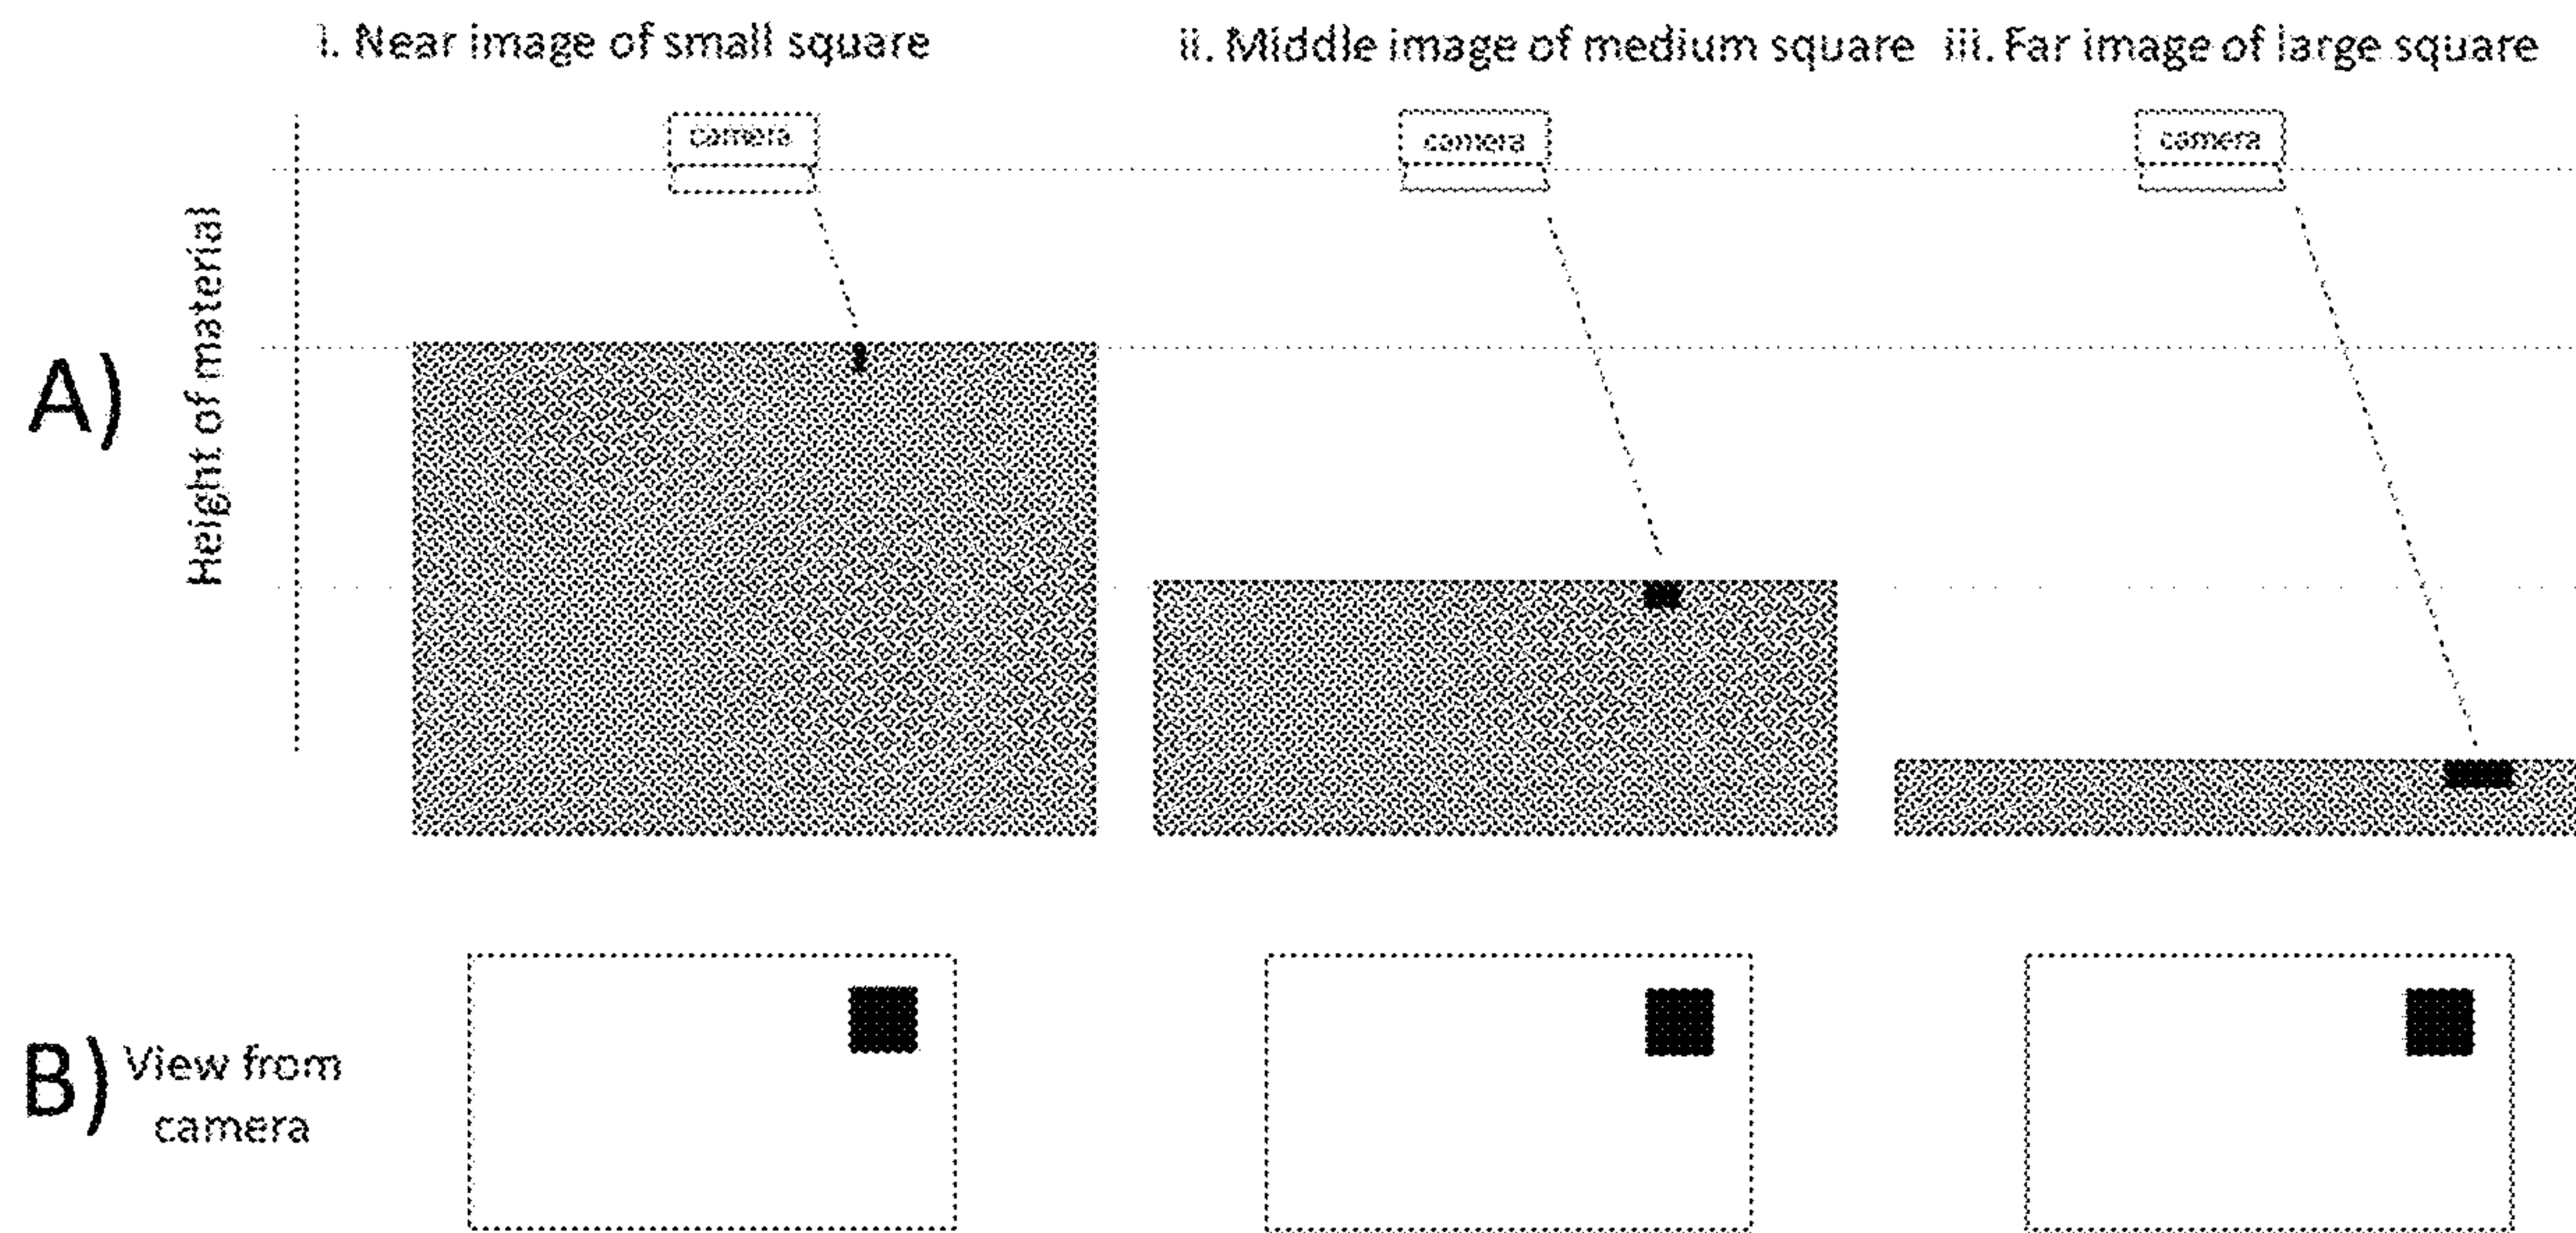 i. Near image of small square
ii. Middle image of medium square
iii. Far image of large square
camera
camera
camera
A)
Height of material
B)
View from
camera